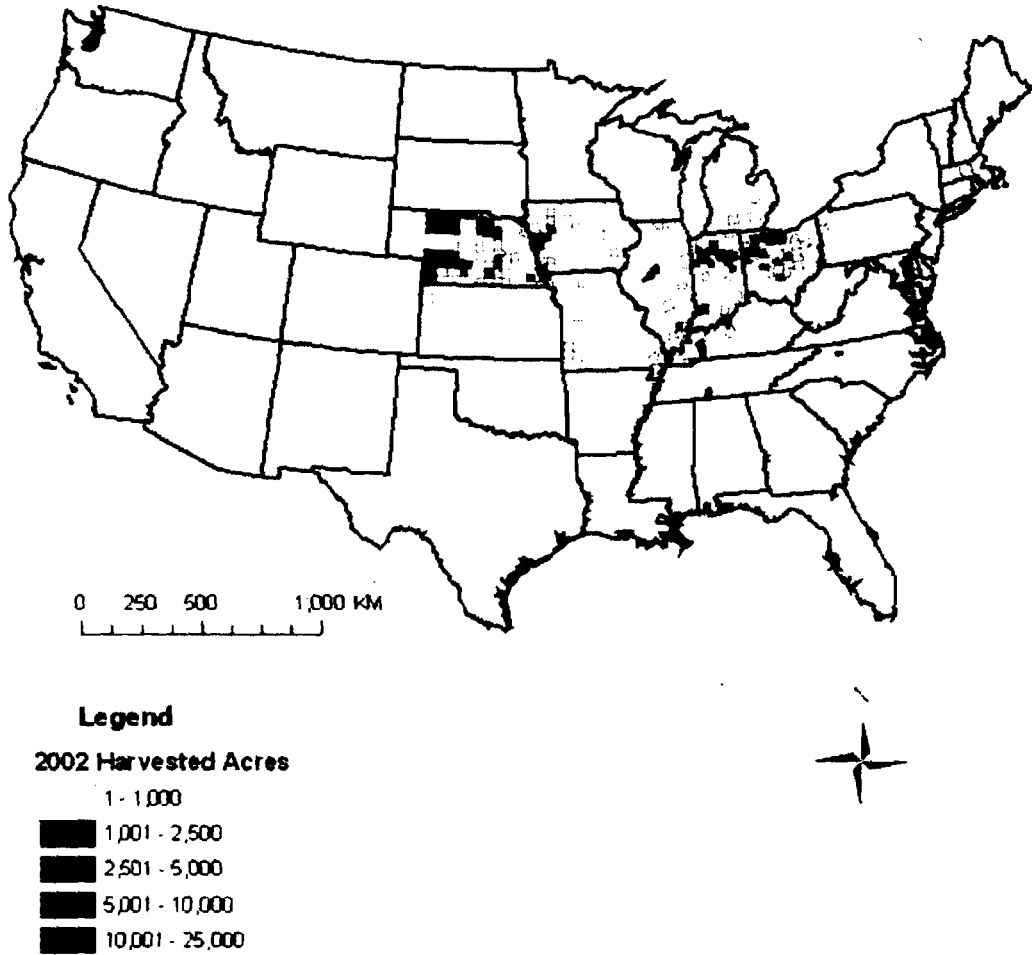 0 250 500 1,000 KM
Legend
2002 Harvested Acres
1 - 1,000
1,001 - 2,500
2,501 - 5,000
5,001 - 10,000
10,001 - 25,000